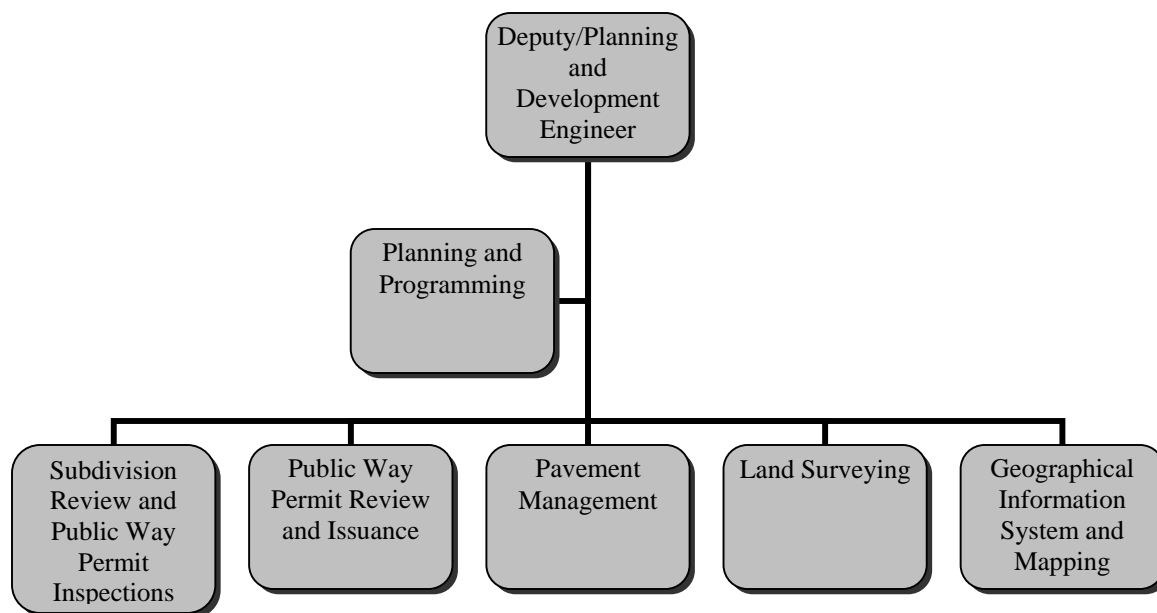 Deputy/Planning
and
Development
Engineer
Planning and
Programming
Subdivision
Review and
Public Way
Permit
Inspections
Public Way
Permit Review
and Issuance
Pavement
Management
Land Surveying
Geographical
Information
System and
Mapping